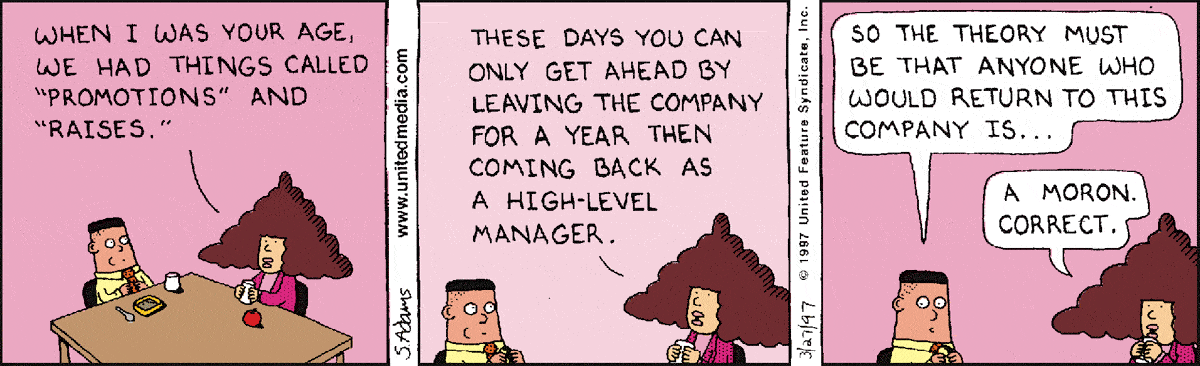 WHEN I WAS YOUR AGE,
WE HAD THINGS CALLED
"PROMOTIONS" AND
"RAISES."
www.unitedmedia.com
S.Adams
THESE DAYS YOU CAN
ONLY GET AHEAD BY
LEAVING THE COMPANY
FOR A YEAR THEN
COMING BACK AS
A HIGH-LEVEL
MANAGER.
3/27/97 © 1997 United Feature Syndicate, Inc.
SO THE THEORY MUST
BE THAT ANYONE WHO
WOULD RETURN TO THIS
COMPANY IS...
A MORON.
CORRECT.